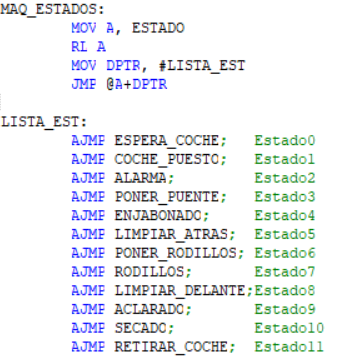 MAQ_ESTADOS:
MOV A, ESTADO
RL A
MOV DPTR, #LISTA_EST
JMP @A+DPTR
LISTA_EST:
AJMP ESPERA_COCHE; Estado0
AJMP COCHE_PUESTO; Estado1
AJMP ALARMA; Estado2
AJMP PONER_PUENTE; Estado3
AJMP ENJABONADO; Estado4
AJMP LIMPIAR_ATRAS; Estado5
AJMP PONER_RODILLOS; Estado6
AJMP RODILLOS; Estado7
AJMP LIMPIAR_DELANTE;Estado8
AJMP ACLARADO; Estado9
AJMP SECADO; Estado10
AJMP RETIRAR_COCHE; Estado11